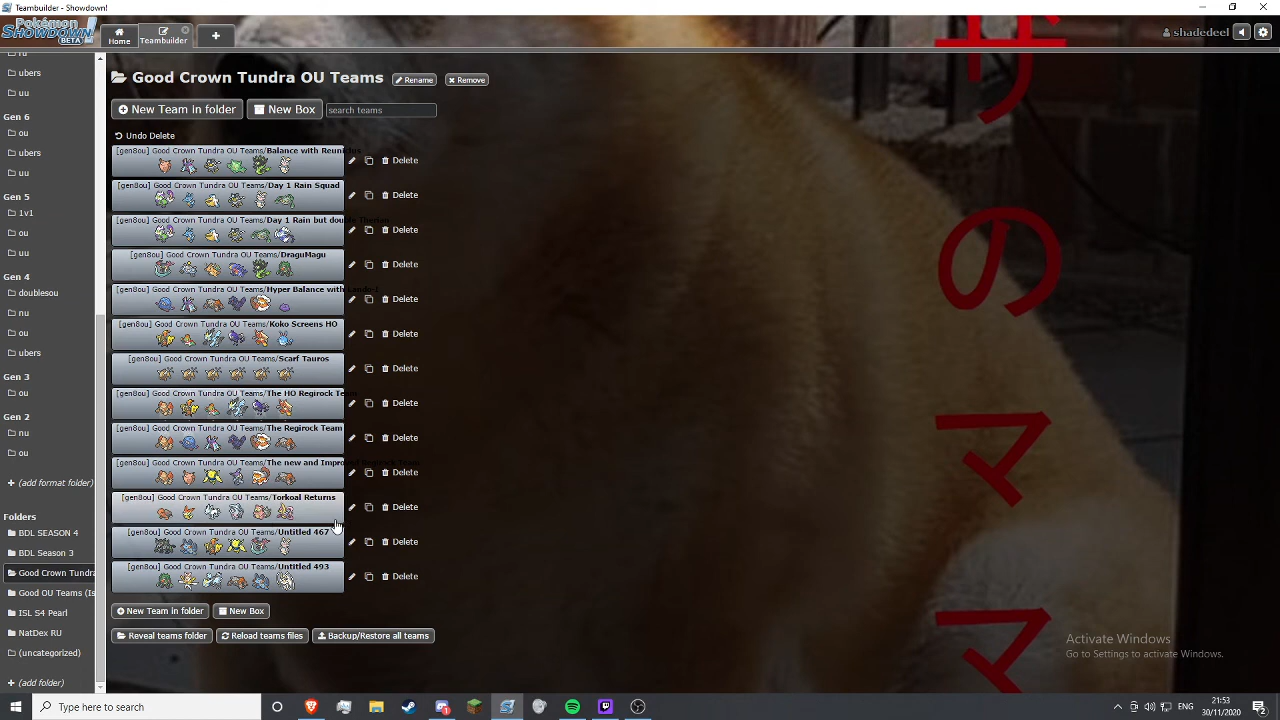 Teambuilder - Showdown!
Pokémon
SHOWDOWN!
BETA
Home
Teambuilder
shadedeel
ubers
uu
Gen 6
ou
ubers
uu
Gen 5
1v1
ou
uu
Gen 4
doublesou
nu
ou
ubers
Gen 3
ou
Gen 2
nu
ou
(add format folder)
Folders
BDL SEASON 4
BDL Season 3
Good Crown Tundra
Good OU Teams (Is
ISL S4 Pearl
NatDex RU
(uncategorized)
(add folder)
Good Crown Tundra OU Teams
Rename
Remove
New Team in folder
New Box
search teams
Undo Delete
[gen8ou] Good Crown Tundra OU Teams/Balance with Reuniclus
Delete
[gen8ou] Good Crown Tundra OU Teams/Day 1 Rain Squad
Delete
[gen8ou] Good Crown Tundra OU Teams/Day 1 Rain but double Therian
Delete
[gen8ou] Good Crown Tundra OU Teams/DraguMagu
Delete
[gen8ou] Good Crown Tundra OU Teams/Hyper Balance with Lando-I
Delete
[gen8ou] Good Crown Tundra OU Teams/Koko Screens HO
Delete
[gen8ou] Good Crown Tundra OU Teams/Scarf Tauros
Delete
[gen8ou] Good Crown Tundra OU Teams/The HO Regirock
Delete
[gen8ou] Good Crown Tundra OU Teams/The Regirock Team
Delete
[gen8ou] Good Crown Tundra OU Teams/The new and
Delete
[gen8ou] Good Crown Tundra OU Teams/Torkoal Returns
Delete
[gen8ou] Good Crown Tundra OU Teams/Untitled 467
Delete
[gen8ou] Good Crown Tundra OU Teams/Untitled 493
Delete
New Team in folder
New Box
Reveal teams folder
Reload teams files
Backup/Restore all teams
のママ
Activate Windows
Go to Settings to activate Windows.
Type here to search
21:53
30/11/2020
2